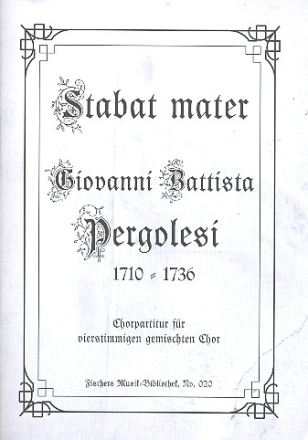 Stabat mater
Giovanni Battista
Pergolesi
1710 = 1736
Chorpartitur für
vierstimmigen gemischten Chor
Fischers Musik-Bibliothek, No. 020